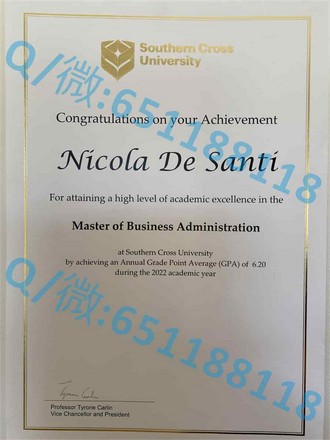 Southern Cross
University
Congratulations on your Achievement
Nicola De Santi
For attaining a high level of academic excellence in the
Master of Business Administration
at Southern Cross University
by achieving an Annual Grade Point Average (GPA) of 6.20
during the 2022 academic year
Professor Tyrone Carlin
Vice Chancellor and President
Q/微:651188118
Q/微:651188118